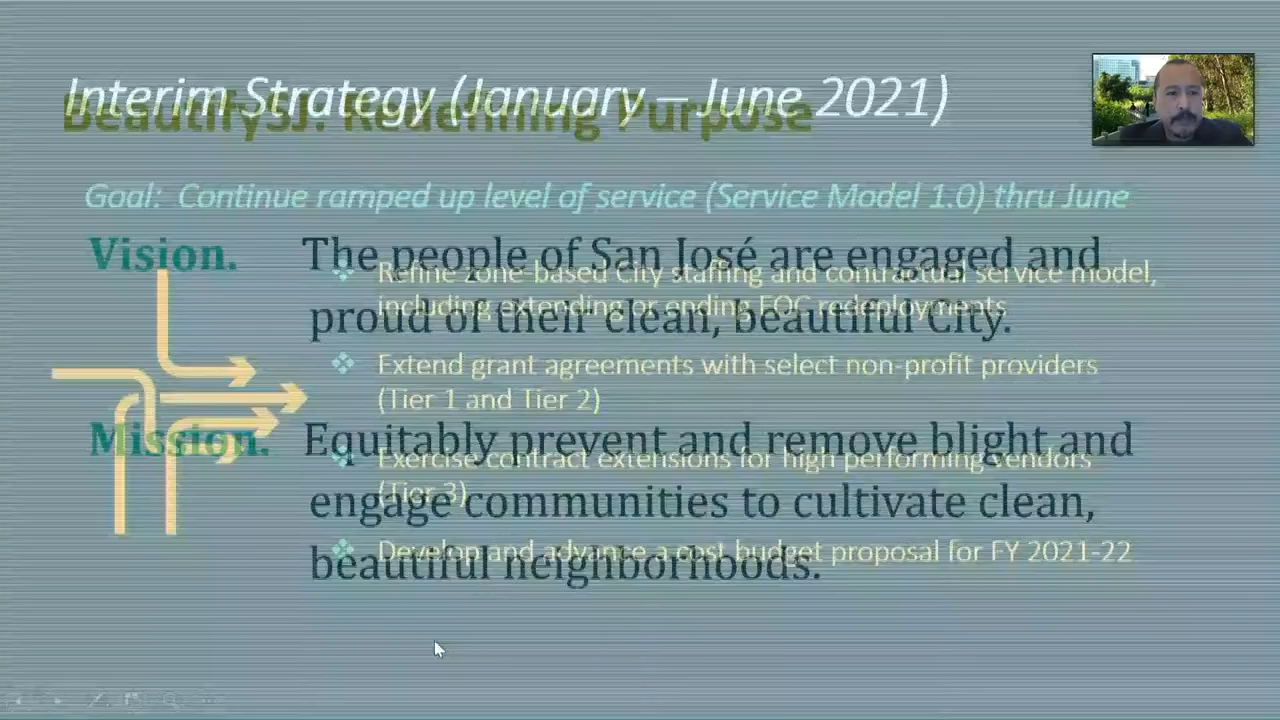 Interim Strategy (January – June 2021)
BeautifySJ: Redefining Purpose
Goal: Continue ramped up level of service (Service Model 1.0) thru June
Vision. The people of San José are engaged and
proud of their clean, beautiful City.
Refine zone-based City staffing and contractual service model,
including extending or ending EOC redeployments
Extend grant agreements with select non-profit providers
(Tier 1 and Tier 2)
Mission. Equitably prevent and remove blight and
engage communities to cultivate clean,
beautiful neighborhoods.
Exercise contract extensions for high performing vendors
(Tier 3)
Develop and advance a cost budget proposal for FY 2021-22